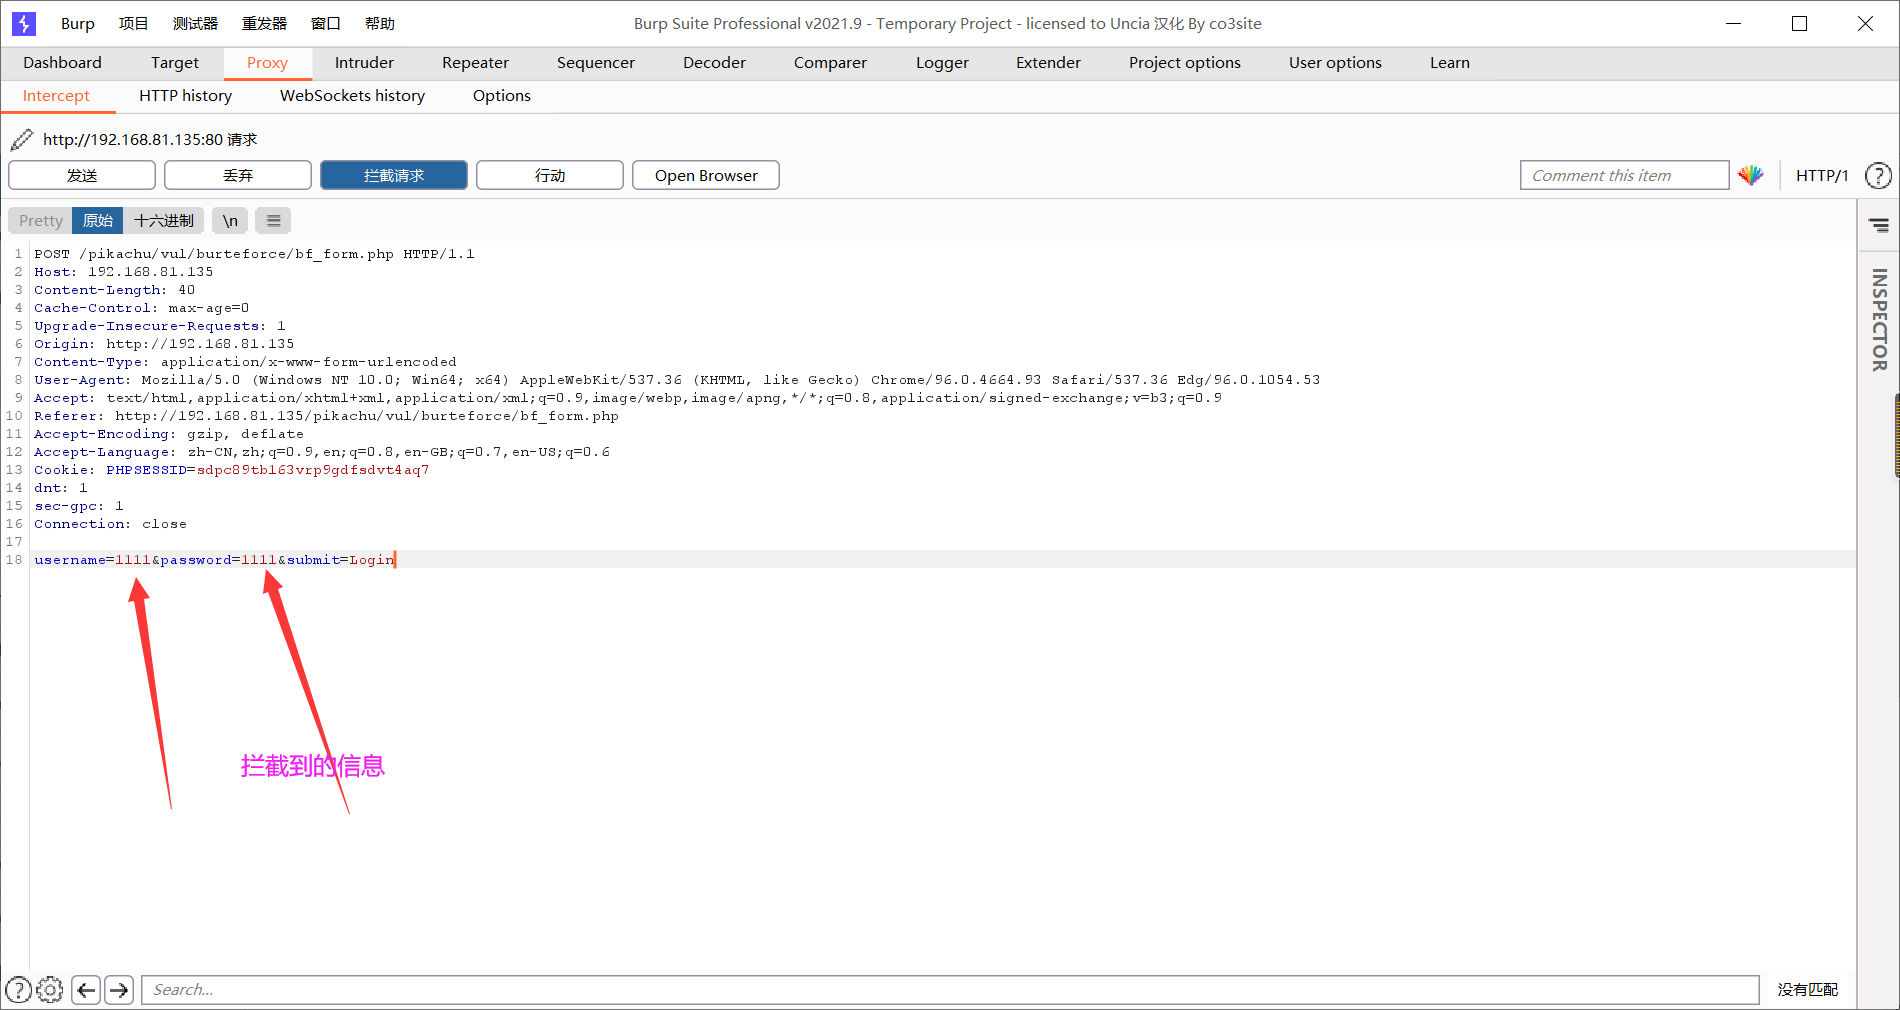 Burp 项目 测试器 重发器 窗口 帮助 Burp Suite Professional v2021.9 - Temporary Project - licensed to Uncia 汉化 By co3site
Dashboard Target Proxy Intruder Repeater Sequencer Decoder Comparer Logger Extender Project options User options Learn
Intercept HTTP history WebSockets history Options
http://192.168.81.135:80 请求
发送 丢弃 拦截请求 行动 Open Browser Comment this item HTTP/1 ?
Pretty 原始 十六进制 \n
INSPECTOR
1 POST /pikachu/vul/burteforce/bf_form.php HTTP/1.1
2 Host: 192.168.81.135
3 Content-Length: 40
4 Cache-Control: max-age=0
5 Upgrade-Insecure-Requests: 1
6 Origin: http://192.168.81.135
7 Content-Type: application/x-www-form-urlencoded
8 User-Agent: Mozilla/5.0 (Windows NT 10.0; Win64; x64) AppleWebKit/537.36 (KHTML, like Gecko) Chrome/96.0.4664.93 Safari/537.36 Edg/96.0.1054.53
9 Accept: text/html,application/xhtml+xml,application/xml;q=0.9,image/webp,image/apng,*/*;q=0.8,application/signed-exchange;v=b3;q=0.9
10 Referer: http://192.168.81.135/pikachu/vul/burteforce/bf_form.php
11 Accept-Encoding: gzip, deflate
12 Accept-Language: zh-CN,zh;q=0.9,en;q=0.8,en-GB;q=0.7,en-US;q=0.6
13 Cookie: PHPSESSID=sdpc89tb163vrp9gdfsdvt4aq7
14 dnt: 1
15 sec-gpc: 1
16 Connection: close
17
18 username=1111&password=1111&submit=Login
拦截到的信息
? Search... 没有匹配